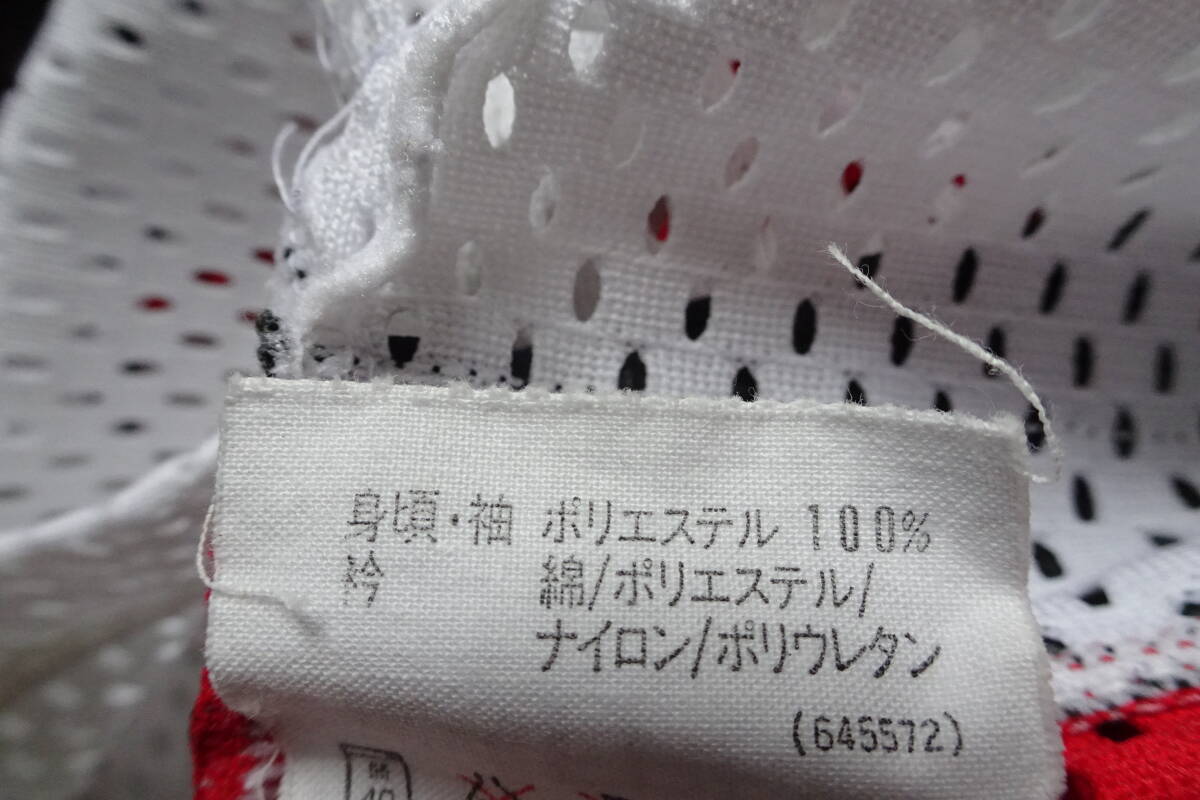 身頃・袖 ポリエステル 100%
衿 綿/ポリエステル/
ナイロン/ポリウレタン
(645572)
40